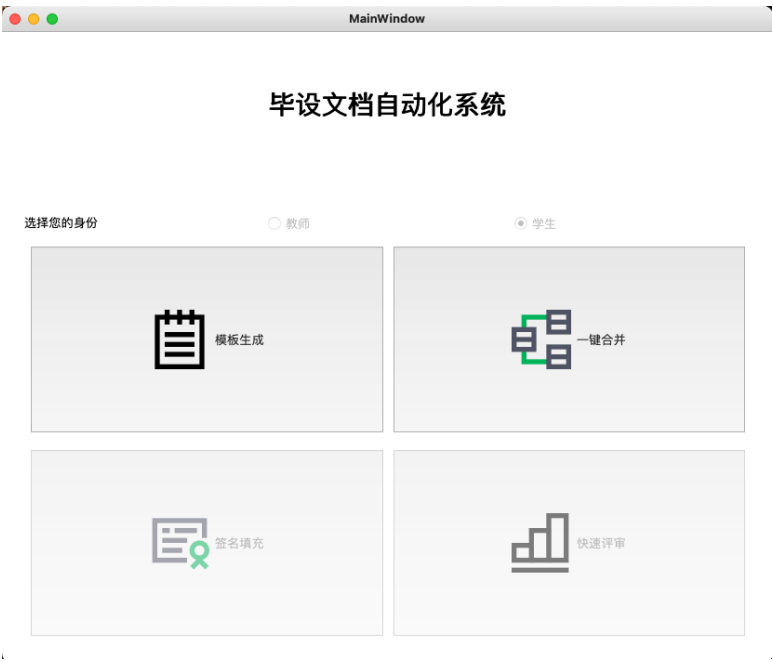 MainWindow
毕设文档自动化系统
选择您的身份 教师 学生
模板生成 一键合并
签名填充 快速评审